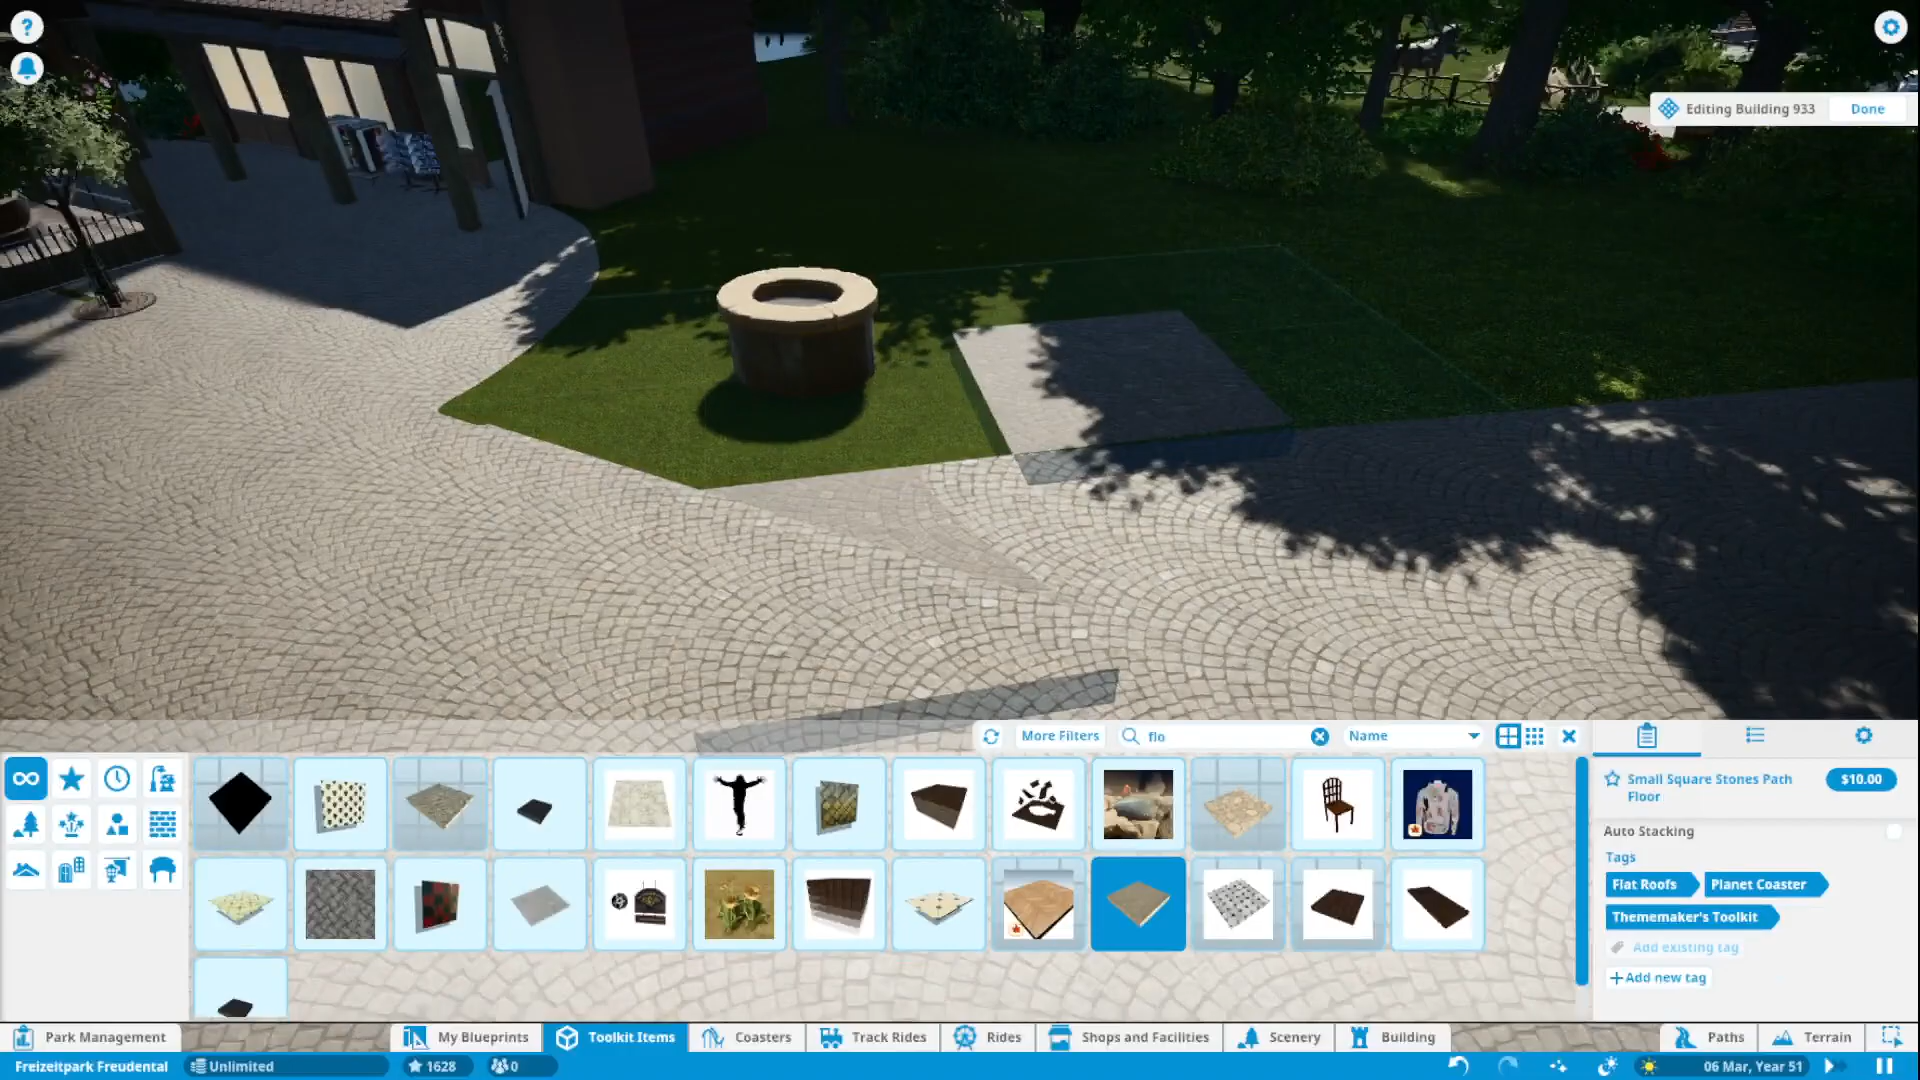 ?
Editing Building 933
Done
More Filters
flo
Name
Small Square Stones Path
Floor
$10.00
Auto Stacking
Tags
Flat Roofs
Planet Coaster
Thememaker's Toolkit
Add existing tag
+Add new tag
Park Management
My Blueprints
Toolkit Items
Coasters
Track Rides
Rides
Shops and Facilities
Scenery
Building
Paths
Terrain
Freizeitpark Freudental
Unlimited
1628
0
06 Mar, Year 51